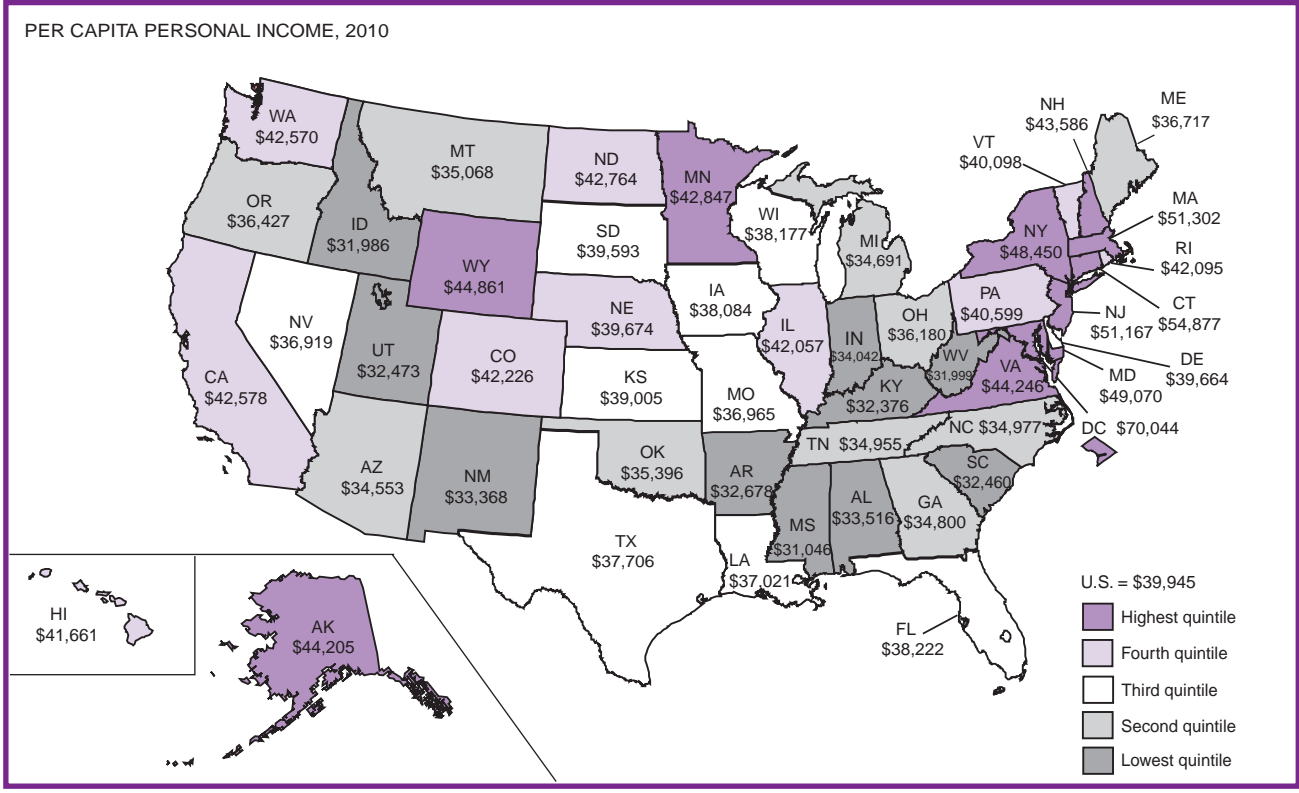 PER CAPITA PERSONAL INCOME, 2010
WA
$42,570
MT
$35,068
ND
$42,764
MN
$42,847
NH
$43,586
ME
$36,717
VT
$40,098
OR
$36,427
ID
$31,986
SD
$39,593
WI
$38,177
MI
$34,691
NY
$48,450
MA
$51,302
RI
$42,095
WY
$44,861
CT
$54,877
NV
$36,919
UT
$32,473
NE
$39,674
IA
$38,084
IL
$42,057
IN
$34,042
OH
$36,180
PA
$40,599
NJ
$51,167
DE
$39,664
CA
$42,578
CO
$42,226
KS
$39,005
MO
$36,965
KY
$32,376
WV
$31,999
VA
$44,246
MD
$49,070
DC $70,044
AZ
$34,553
NM
$33,368
OK
$35,396
AR
$32,678
TN $34,955
NC $34,977
SC
$32,460
TX
$37,706
LA
$37,021
MS
$31,046
AL
$33,516
GA
$34,800
FL
$38,222
HI
$41,661
AK
$44,205
U.S. = $39,945
Highest quintile
Fourth quintile
Third quintile
Second quintile
Lowest quintile